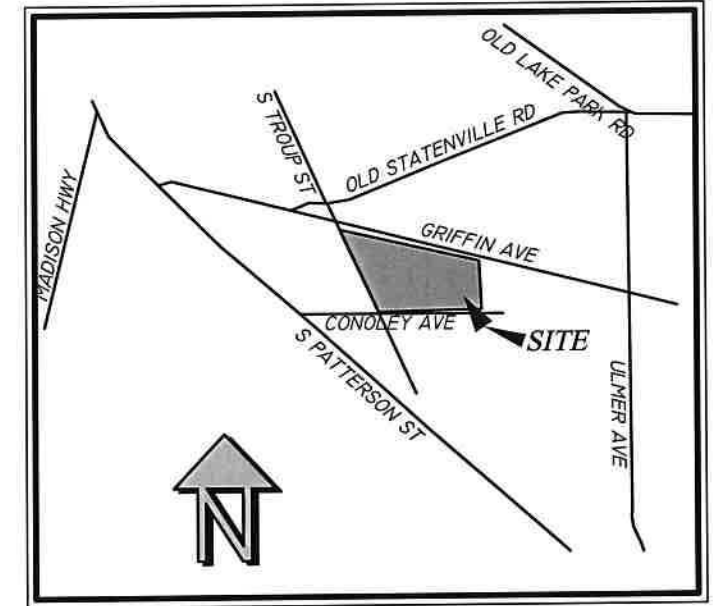 OLD LAKE PARK RD
S TROUP ST
OLD STATENVILLE RD
MADISON HWY
GRIFFIN AVE
CONOLEY AVE
SITE
S PATTERSON ST
ULMER AVE
N